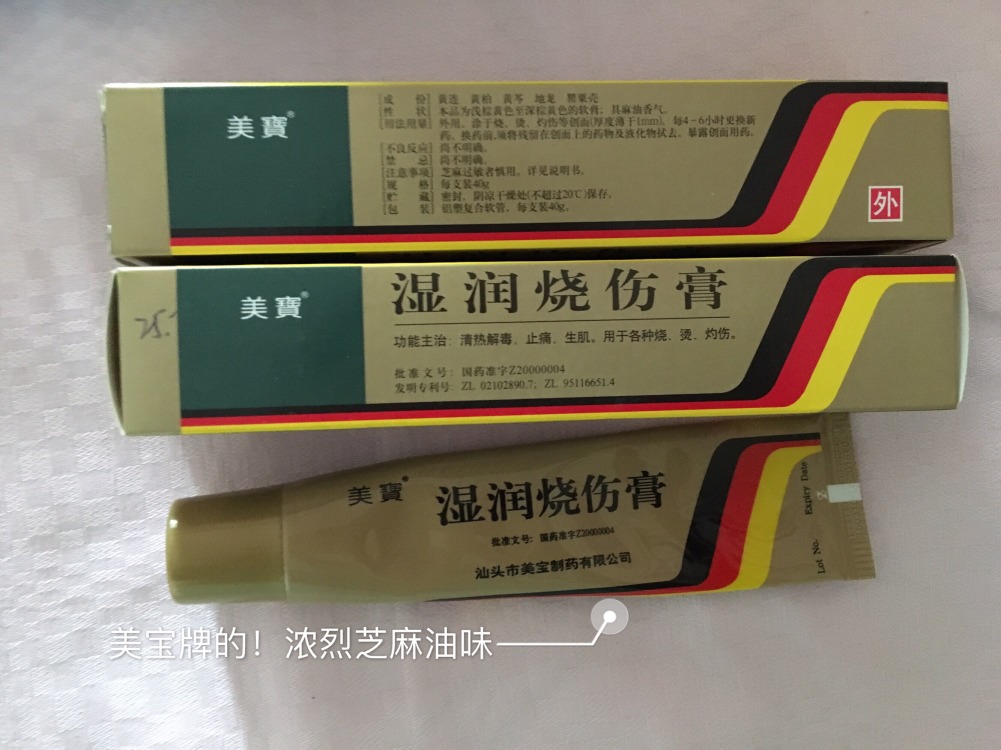 美寶®
[成 份] 黄连 黄柏 黄芩 地龙 罂粟壳
[性 状] 本品为浅棕黄色至深棕黄色的软膏；具麻油香气。
[用法用量] 外用。涂于烧、烫、灼伤等创面(厚度薄于1mm)，每4－6小时更换新
药。换药前,须将残留在创面上的药物及液化物拭去。暴露创面用药。
[不良反应] 尚不明确。
[禁 忌] 尚不明确。
[注意事项] 芝麻过敏者慎用。详见说明书。
[规 格] 每支装40g
[贮 藏] 密封，阴凉干燥处(不超过20℃)保存。
[包 装] 铝塑复合软管，每支装40g。
外
美寶®
湿润烧伤膏
功能主治：清热解毒、止痛、生肌。用于各种烧、烫、灼伤。
批准文号：国药准字Z20000004
发明专利号：ZL 02102890.7; ZL 95116651.4
25.
美寶®
湿润烧伤膏
批准文号：国药准字Z20000004
汕头市美宝制药有限公司
Lot No.
Expiry Date
美宝牌的！浓烈芝麻油味